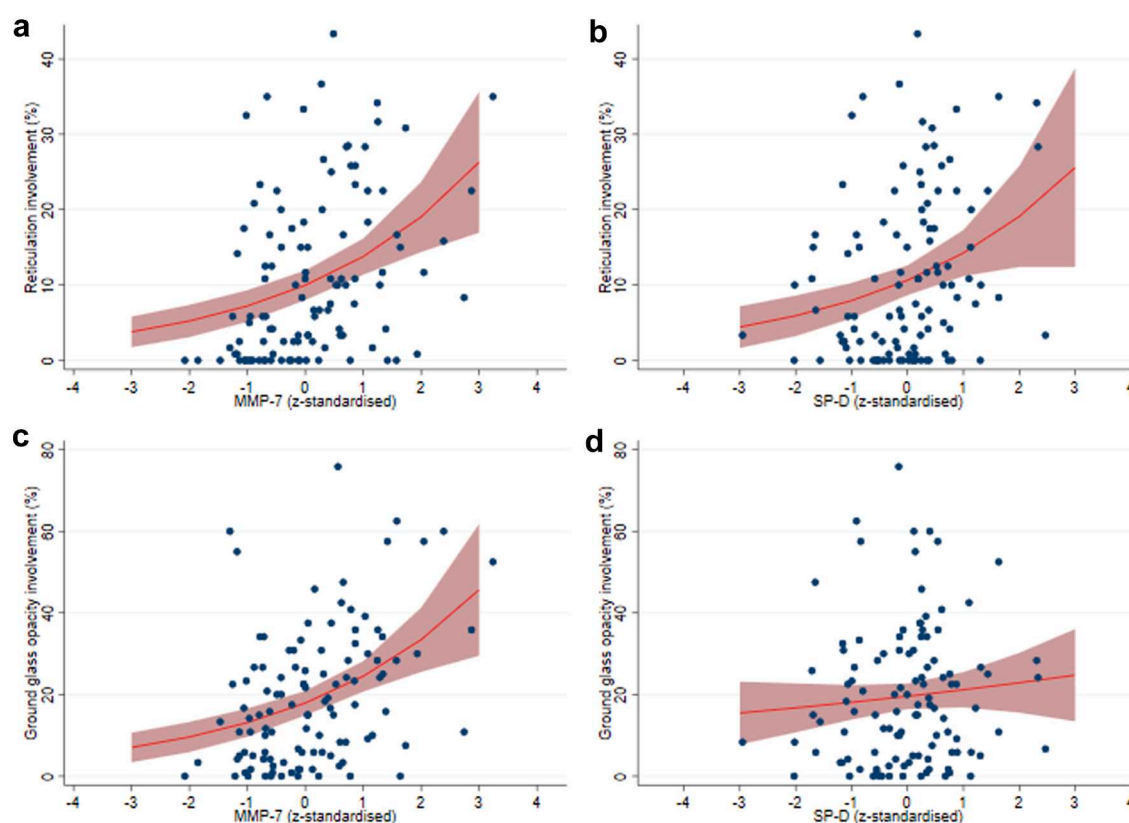 a
Reticulation involvement (%)
40
30
20
10
0
-4 -3 -2 -1 0 1 2 3 4
MMP-7 (z-standardised)
b
Reticulation involvement (%)
40
30
20
10
0
-4 -3 -2 -1 0 1 2 3 4
SP-D (z-standardised)
c
Ground glass opacity involvement (%)
80
60
40
20
0
-4 -3 -2 -1 0 1 2 3 4
MMP-7 (z-standardised)
d
Ground glass opacity involvement (%)
80
60
40
20
0
-4 -3 -2 -1 0 1 2 3 4
SP-D (z-standardised)